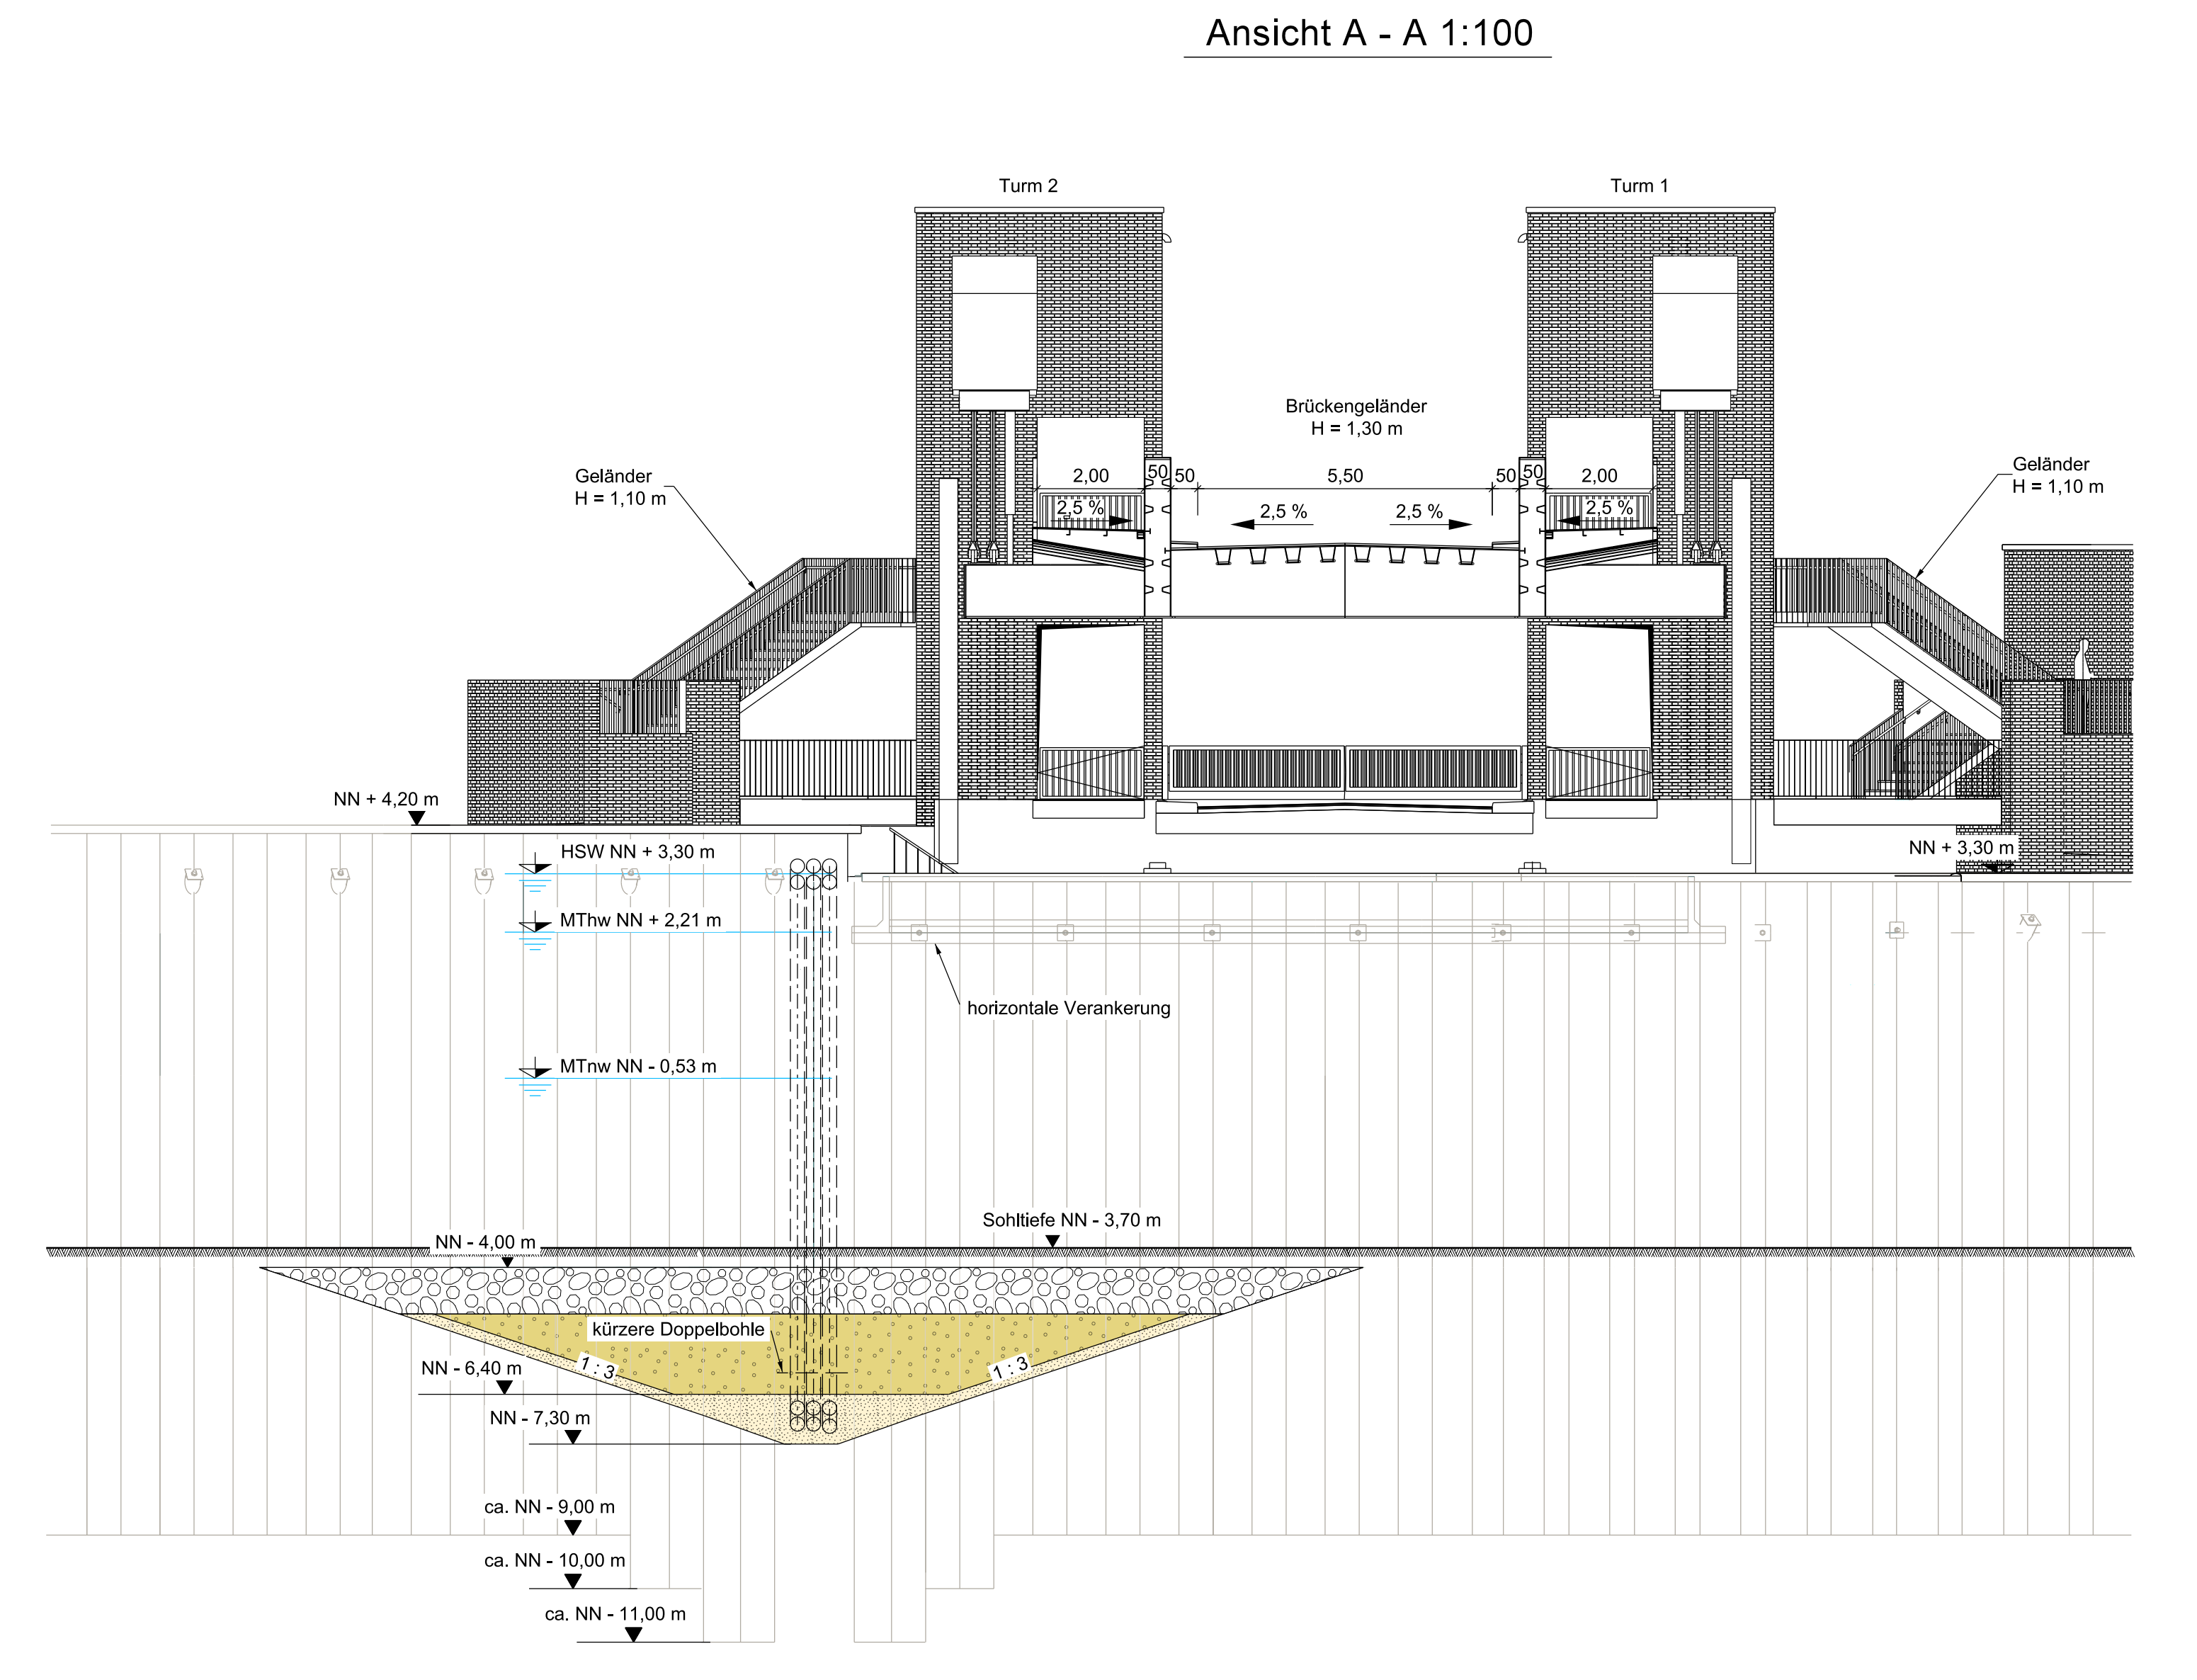 Ansicht A - A 1:100
Turm 2
Turm 1
Brückengeländer
H = 1,30 m
Geländer
H = 1,10 m
Geländer
H = 1,10 m
2,00
50
50
5,50
50
50
2,00
2,5 %
2,5 %
2,5 %
2,5 %
NN + 4,20 m
HSW NN + 3,30 m
NN + 3,30 m
MThw NN + 2,21 m
horizontale Verankerung
MTnw NN - 0,53 m
Sohltiefe NN - 3,70 m
NN - 4,00 m
kürzere Doppelbohle
1 : 3
1 : 3
NN - 6,40 m
NN - 7,30 m
ca. NN - 9,00 m
ca. NN - 10,00 m
ca. NN - 11,00 m